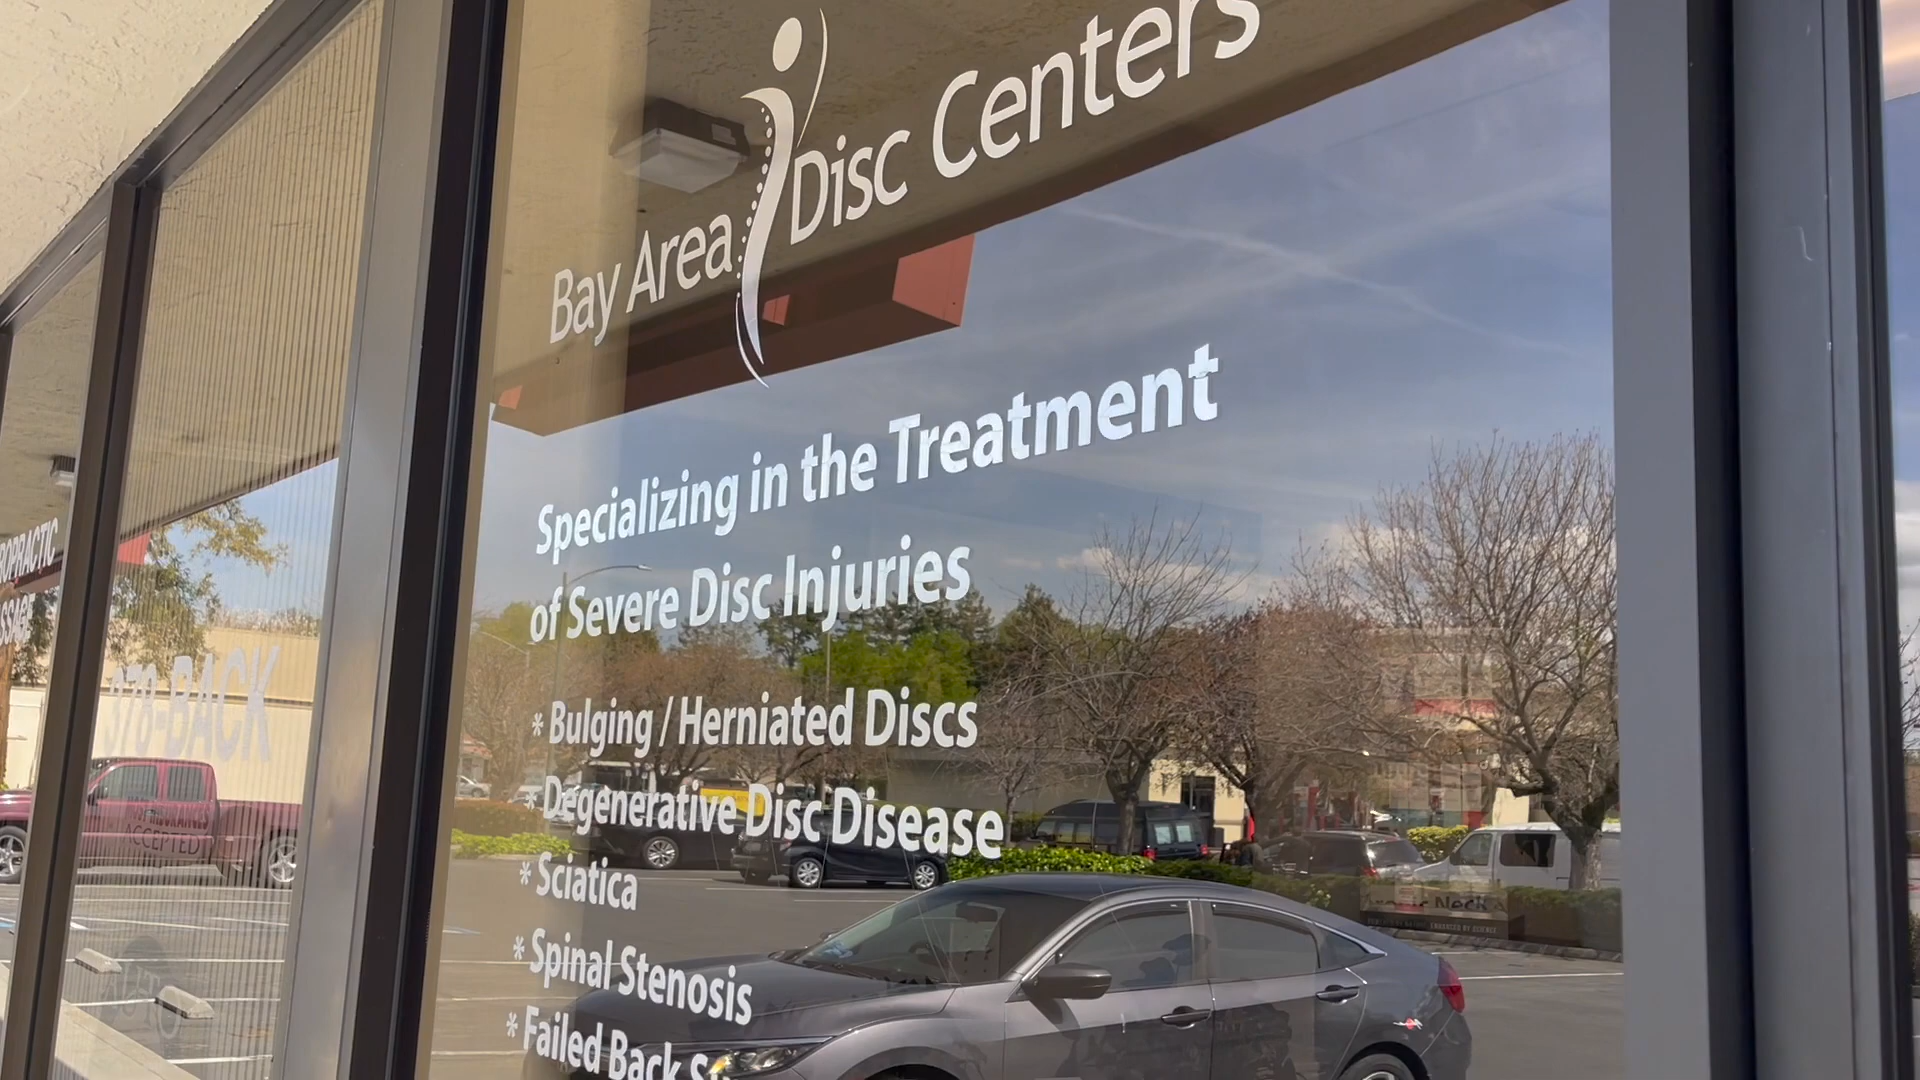 Bay Area Disc Centers
Specializing in the Treatment
of Severe Disc Injuries
* Bulging / Herniated Discs
* Degenerative Disc Disease
* Sciatica
* Spinal Stenosis
* Failed Back
378-BACK
ACCEPTED
Neck